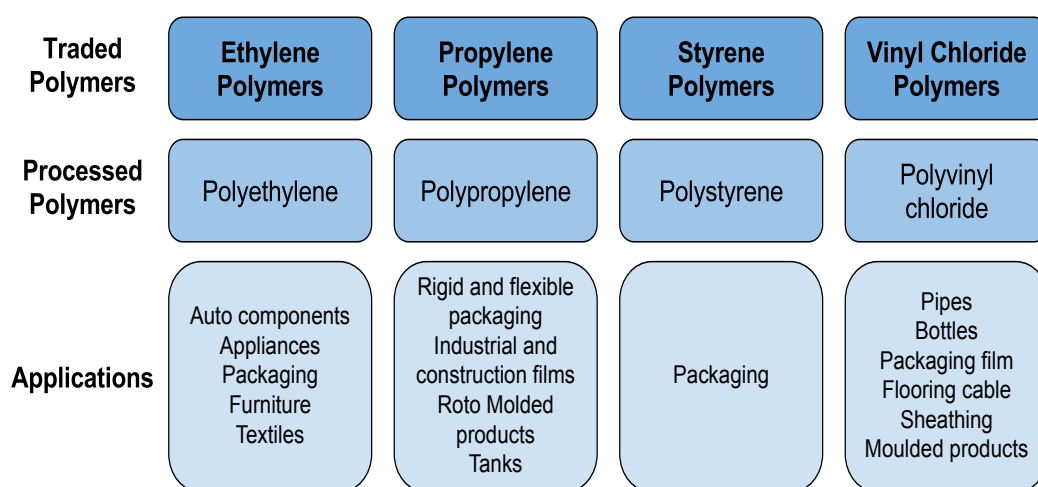 Traded
Polymers
Ethylene
Polymers
Propylene
Polymers
Styrene
Polymers
Vinyl Chloride
Polymers
Processed
Polymers
Polyethylene
Polypropylene
Polystyrene
Polyvinyl
chloride
Applications
Auto components
Appliances
Packaging
Furniture
Textiles
Rigid and flexible
packaging
Industrial and
construction films
Roto Molded
products
Tanks
Packaging
Pipes
Bottles
Packaging film
Flooring cable
Sheathing
Moulded products